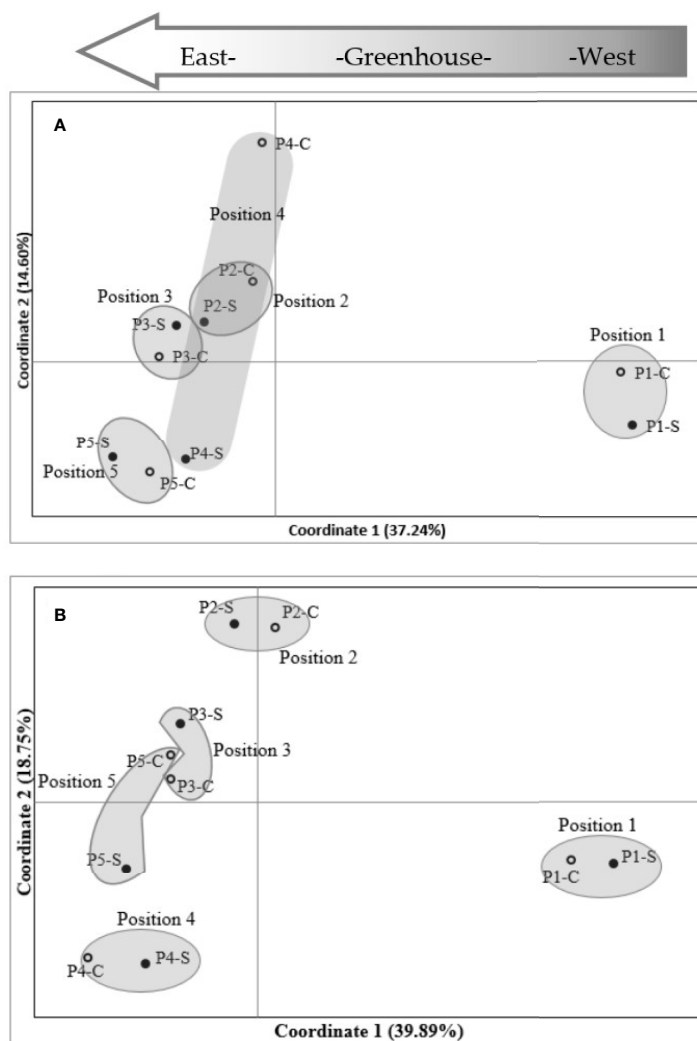 East- -Greenhouse- -West
A
P4-C
Position 4
P2-C
Position 3
P2-S
Position 2
P3-S
P3-C
Position 1
P1-C
P1-S
P5-S
P4-S
Position 5
P5-C
Coordinate 2 (14.60%)
Coordinate 1 (37.24%)
B
P2-S
P2-C
Position 2
P3-S
Position 3
P5-C
Position 5
P3-C
Position 1
P5-S
P1-C
P1-S
Position 4
P4-C
P4-S
Coordinate 2 (18.75%)
Coordinate 1 (39.89%)